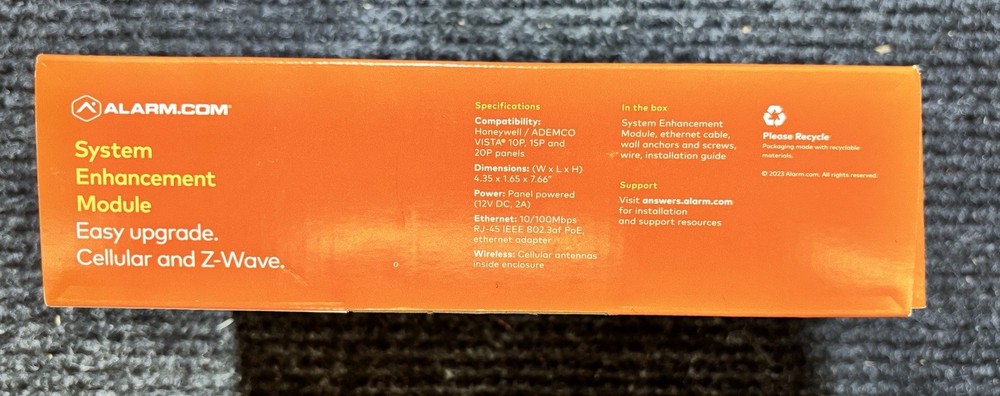 ALARM.COM®
System
Enhancement
Module
Easy upgrade.
Cellular and Z-Wave.
Specifications
Compatibility:
Honeywell / ADEMCO
VISTA® 10P, 15P and
20P panels
Dimensions: (W x L x H)
4.35 x 1.65 x 7.66"
Power: Panel powered
(12V DC, 2A)
Ethernet: 10/100Mbps
RJ-45 IEEE 802.3af PoE,
ethernet adapter
Wireless: Cellular antennas
inside enclosure
In the box
System Enhancement
Module, ethernet cable,
wall anchors and screws,
wire, installation guide
Support
Visit answers.alarm.com
for installation
and support resources
Please Recycle
Packaging made with recyclable
materials.
© 2023 Alarm.com. All rights reserved.